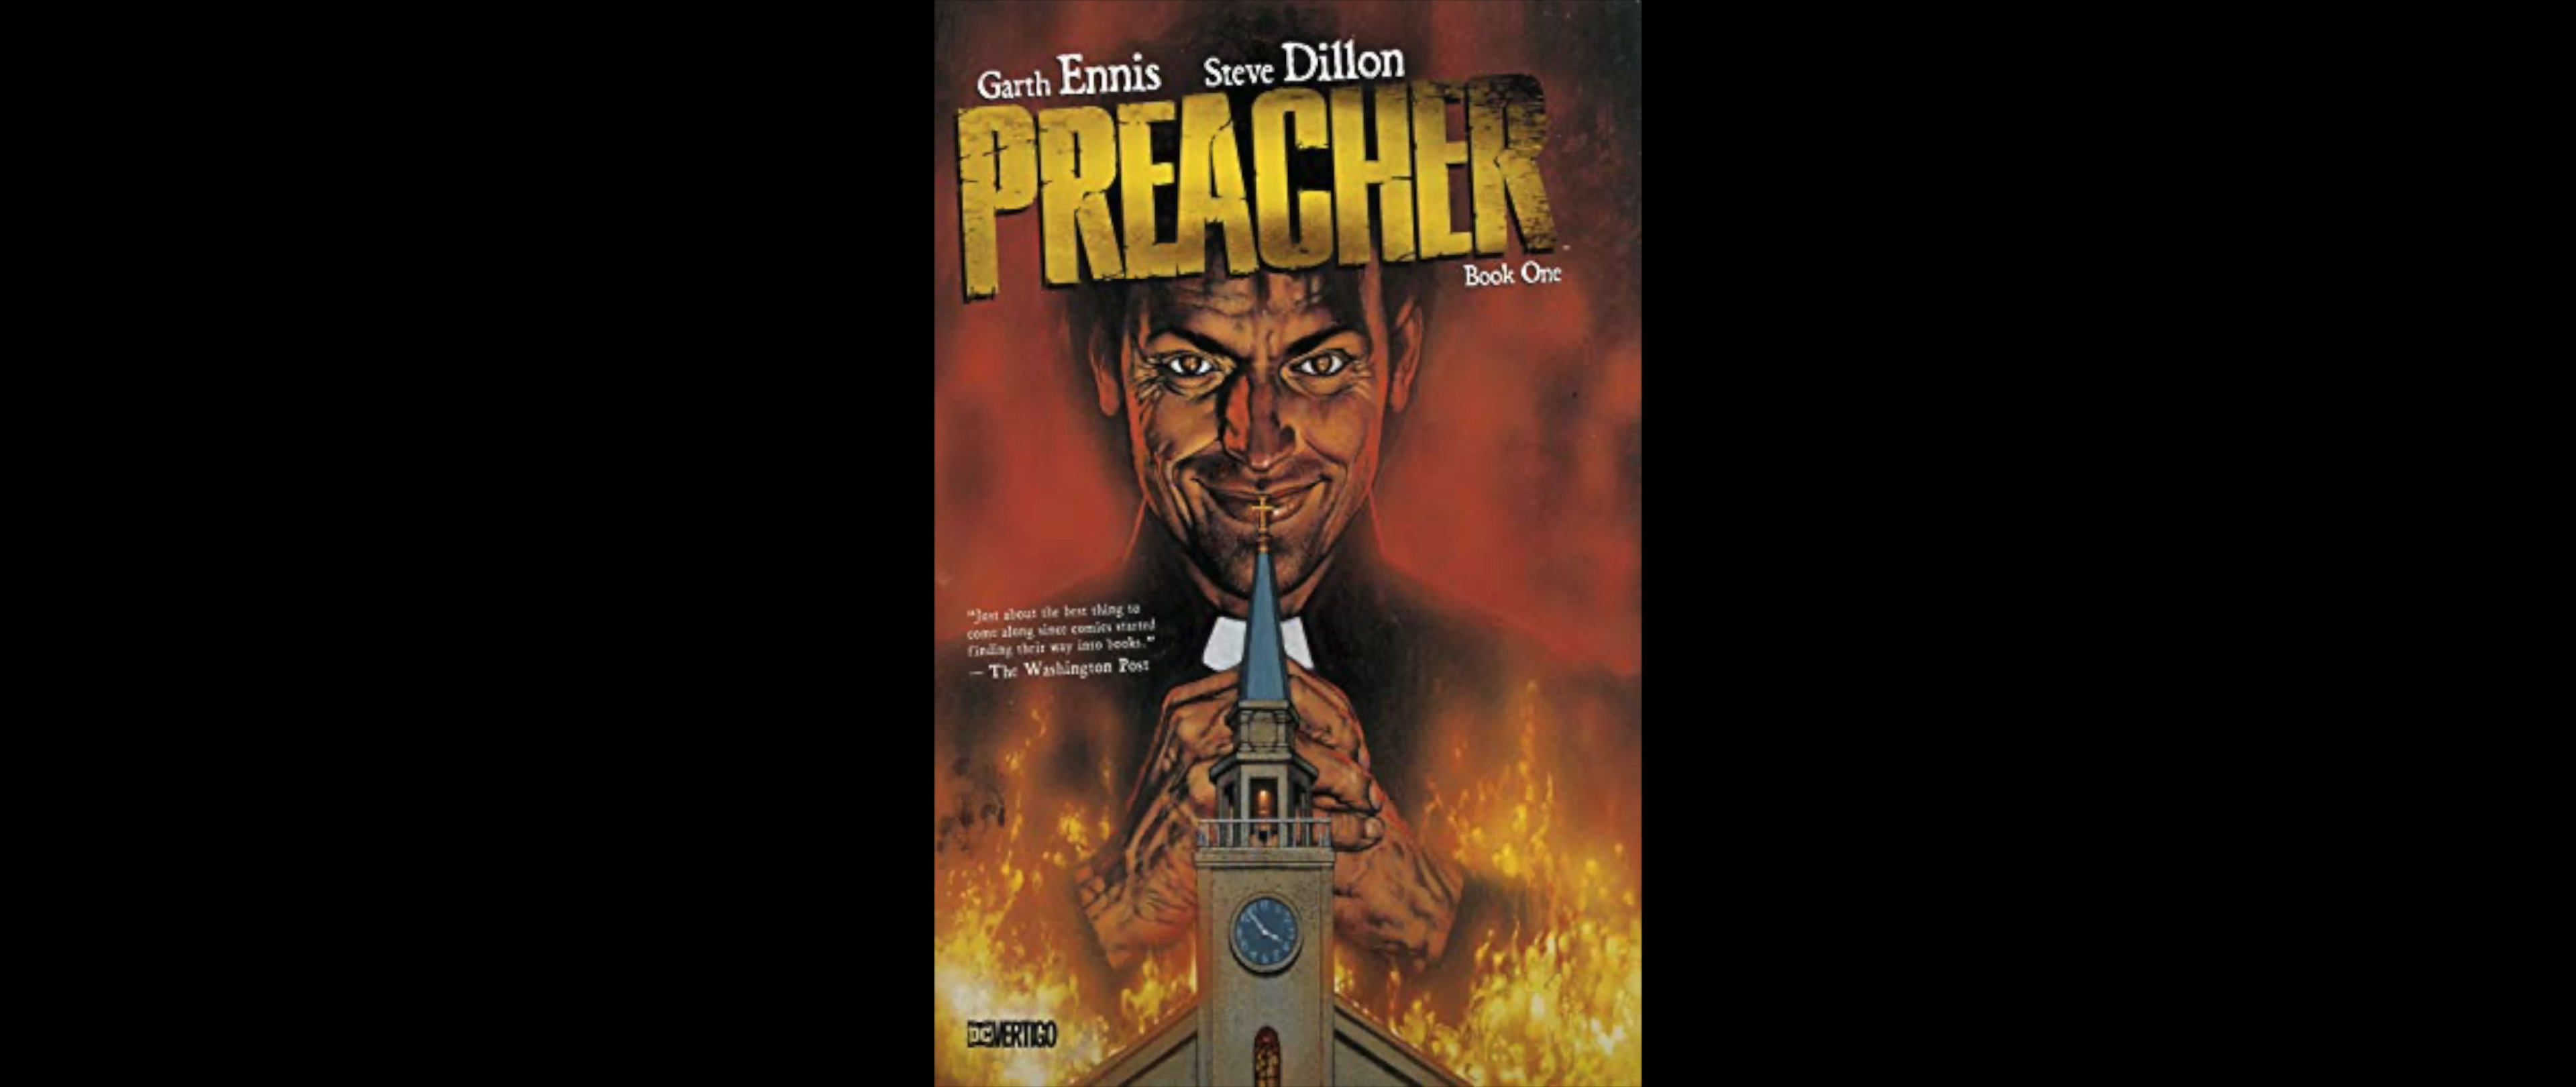 Garth Ennis Steve Dillon
PREACHER
™
Book One
"Just about the best thing to
come along since comics started
finding their way into books."
— The Washington Post
DC VERTIGO